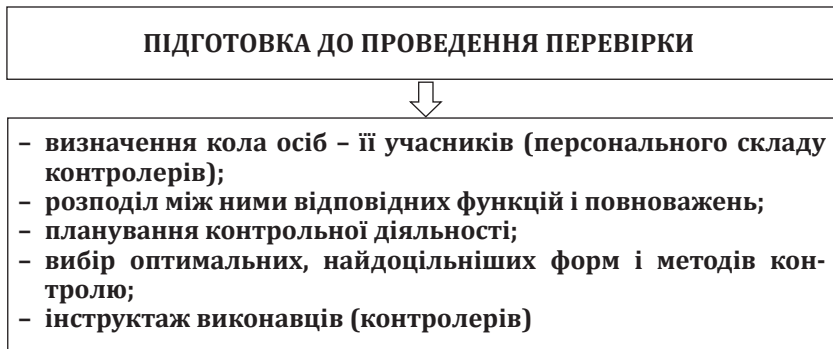 ПІДГОТОВКА ДО ПРОВЕДЕННЯ ПЕРЕВІРКИ
– визначення кола осіб – її учасників (персонального складу
контролерів);
– розподіл між ними відповідних функцій і повноважень;
– планування контрольної діяльності;
– вибір оптимальних, найдоцільніших форм і методів кон-
тролю;
– інструктаж виконавців (контролерів)